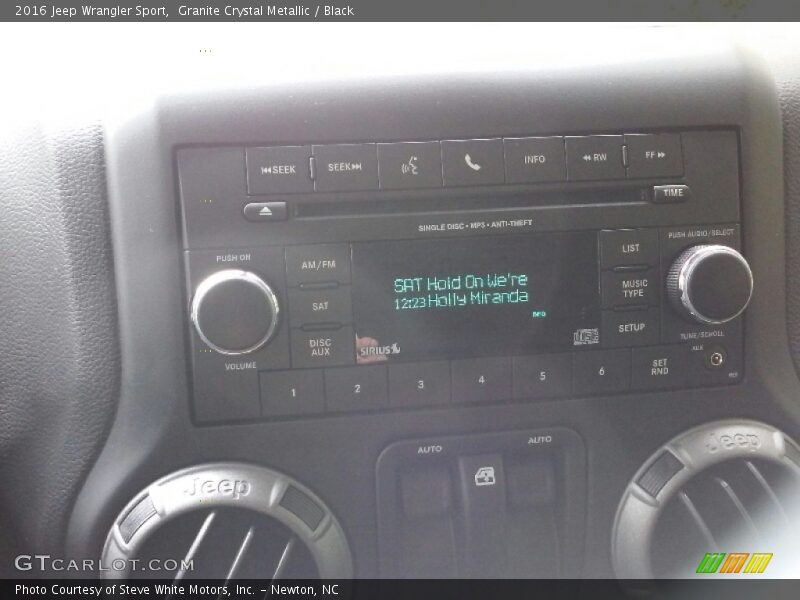 2016 Jeep Wrangler Sport,  Granite Crystal Metallic / Black
SEEK SEEK INFO RW FF
TIME
SINGLE DISC • MP3 • ANTI-THEFT
PUSH ON
VOLUME
AM/FM
SAT
DISC AUX
SAT Hold On We're
12:23 Holly Miranda
INFO
SIRIUS
LIST
MUSIC TYPE
SETUP
PUSH AUDIO/SELECT
TUNE/SCROLL
AUX
1 2 3 4 5 6
SET RND
AUTO AUTO
Jeep
Jeep
GTCARLOT.COM
Photo Courtesy of Steve White Motors, Inc. – Newton, NC